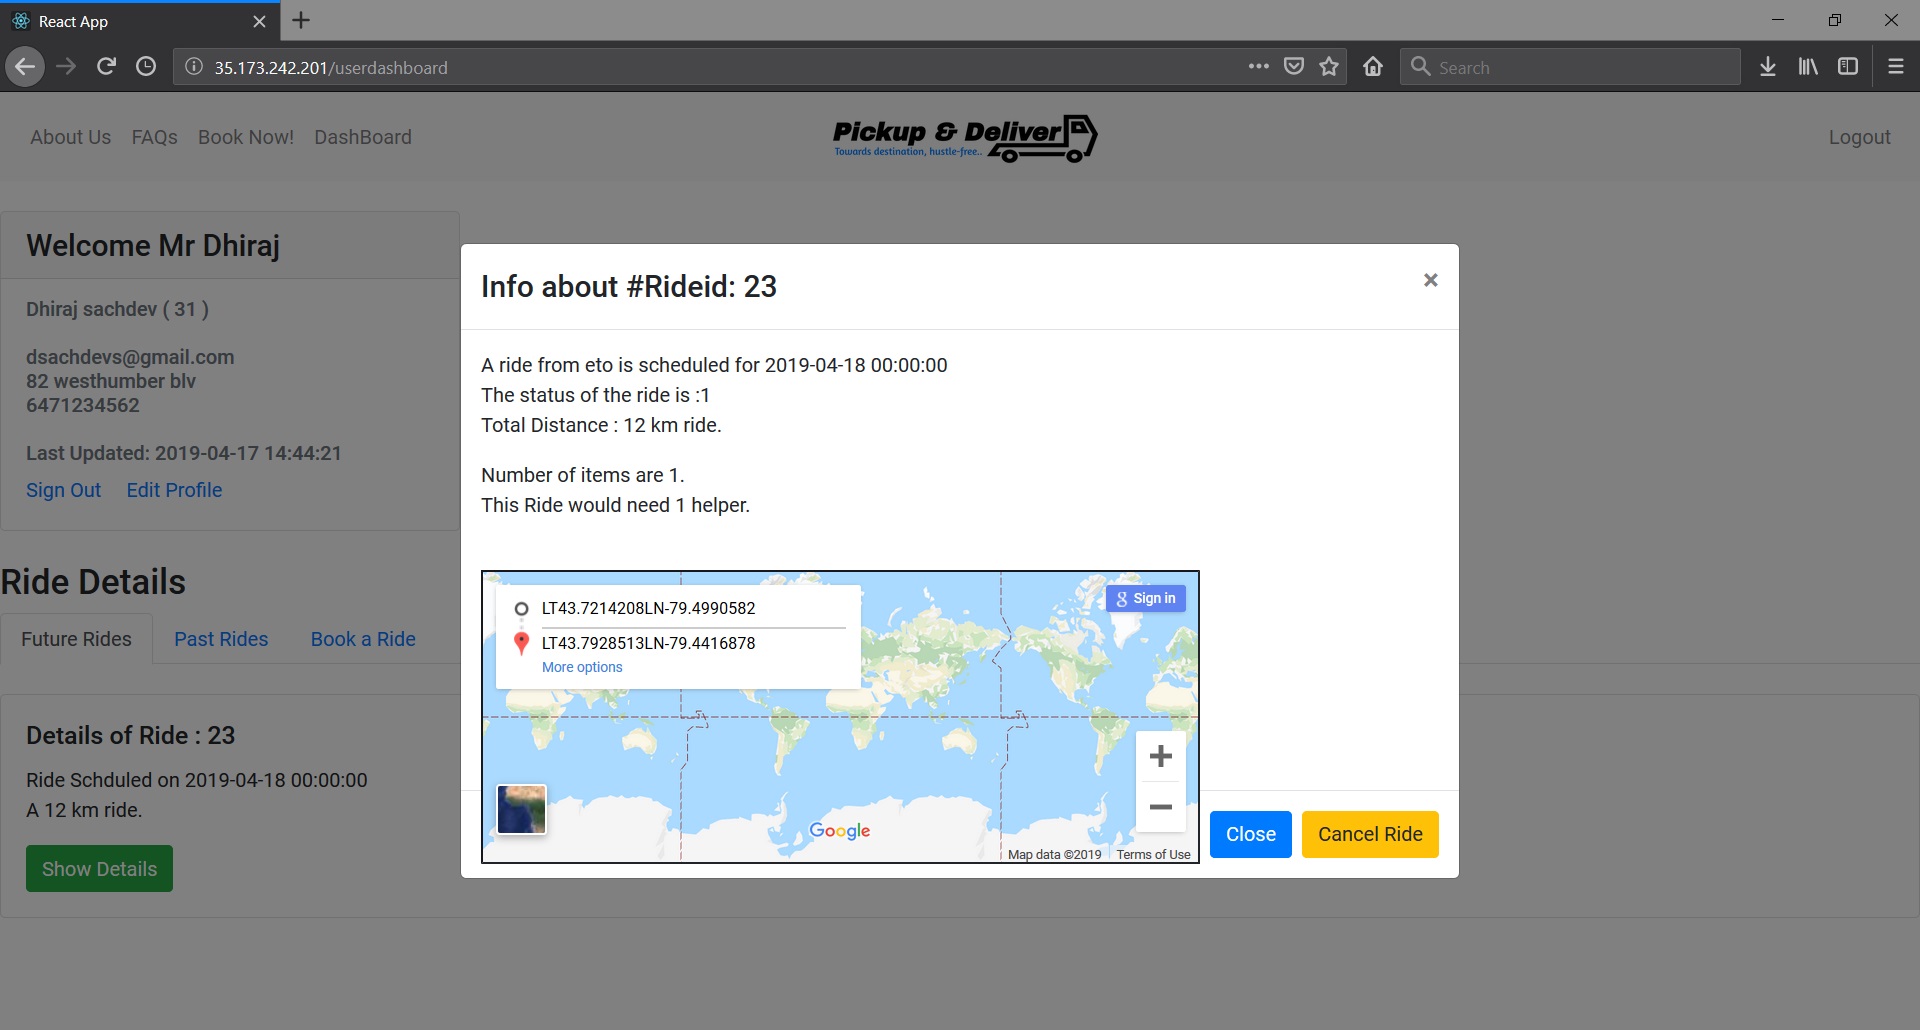 React App
35.173.242.201/userdashboard
Search
About Us FAQs Book Now! DashBoard
Pickup & Deliver
Towards destination, hustle-free..
Logout
Welcome Mr Dhiraj
Dhiraj sachdev ( 31 )
dsachdevs@gmail.com
82 westhumber blv
6471234562
Last Updated: 2019-04-17 14:44:21
Sign Out Edit Profile
Ride Details
Future Rides Past Rides Book a Ride
Details of Ride : 23
Ride Schduled on 2019-04-18 00:00:00
A 12 km ride.
Show Details
Info about #Rideid: 23
×
A ride from eto is scheduled for 2019-04-18 00:00:00
The status of the ride is :1
Total Distance : 12 km ride.
Number of items are 1.
This Ride would need 1 helper.
LT43.7214208LN-79.4990582
LT43.7928513LN-79.4416878
More options
g Sign in
Google
Map data ©2019 Terms of Use
Close Cancel Ride